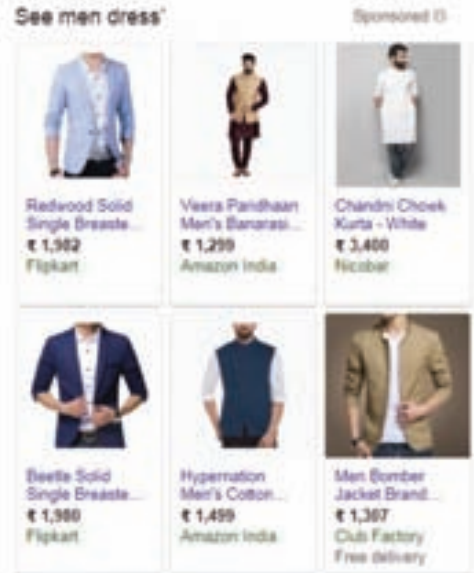 See men dress'
Sponsored
Redwood Solid
Single Breaste...
₹ 1,982
Flipkart
Veera Paridhaan
Men's Banarasi...
₹ 1,299
Amazon India
Chandni Chowk
Kurta - White
₹ 3,400
Nicobar
Beetle Solid
Single Breaste...
₹ 1,980
Flipkart
Hypernation
Men's Cotton...
₹ 1,499
Amazon India
Men Bomber
Jacket Brand...
₹ 1,307
Club Factory
Free delivery